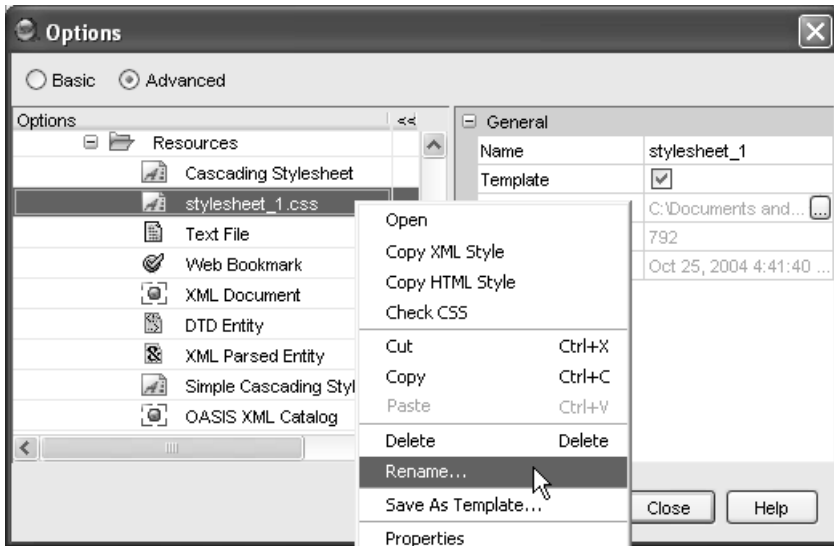 Options
Basic Advanced
Options <<
Resources
Cascading Stylesheet
stylesheet_1.css
Text File
Web Bookmark
XML Document
DTD Entity
XML Parsed Entity
Simple Cascading Styl
OASIS XML Catalog
General
Name stylesheet_1
Template
C:\Documents and... ...
792
Oct 25, 2004 4:41:40 ...
Open
Copy XML Style
Copy HTML Style
Check CSS
Cut Ctrl+X
Copy Ctrl+C
Paste Ctrl+V
Delete Delete
Rename...
Save As Template...
Properties
Close Help